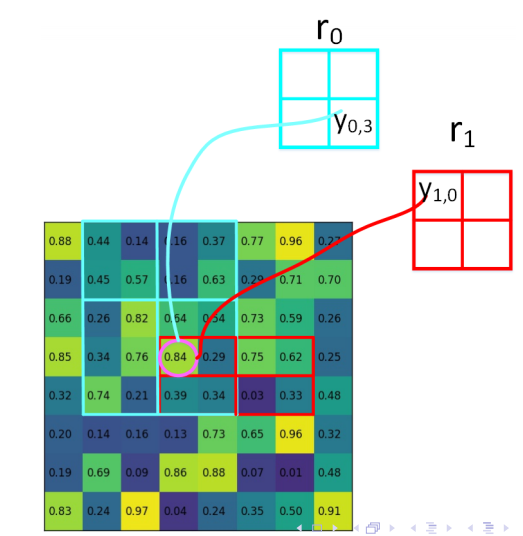 r0
y0,3
r1
y1,0
0.88 0.44 0.14 0.16 0.37 0.77 0.96 0.27
0.19 0.45 0.57 0.16 0.63 0.29 0.71 0.70
0.66 0.26 0.82 0.64 0.54 0.73 0.59 0.26
0.85 0.34 0.76 0.84 0.29 0.75 0.62 0.25
0.32 0.74 0.21 0.39 0.34 0.03 0.33 0.48
0.20 0.14 0.16 0.13 0.73 0.65 0.96 0.32
0.19 0.69 0.09 0.86 0.88 0.07 0.01 0.48
0.83 0.24 0.97 0.04 0.24 0.35 0.50 0.91